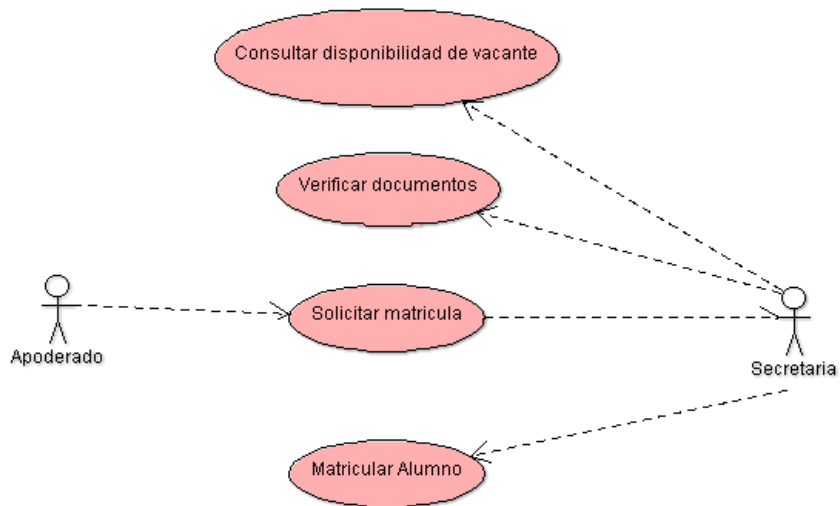 Consultar disponibilidad de vacante
Verificar documentos
Solicitar matricula
Apoderado
Secretaria
Matricular Alumno